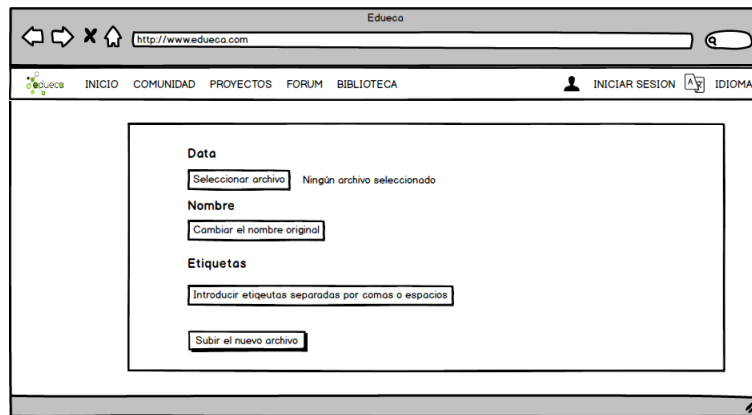 Edueca
http://www.edueca.com
edueca INICIO COMUNIDAD PROYECTOS FORUM BIBLIOTECA INICIAR SESION IDIOMA
Data
Seleccionar archivo Ningún archivo seleccionado
Nombre
Cambiar el nombre original
Etiquetas
Introducir etiqeutas separadas por comas o espacios
Subir el nuevo archivo